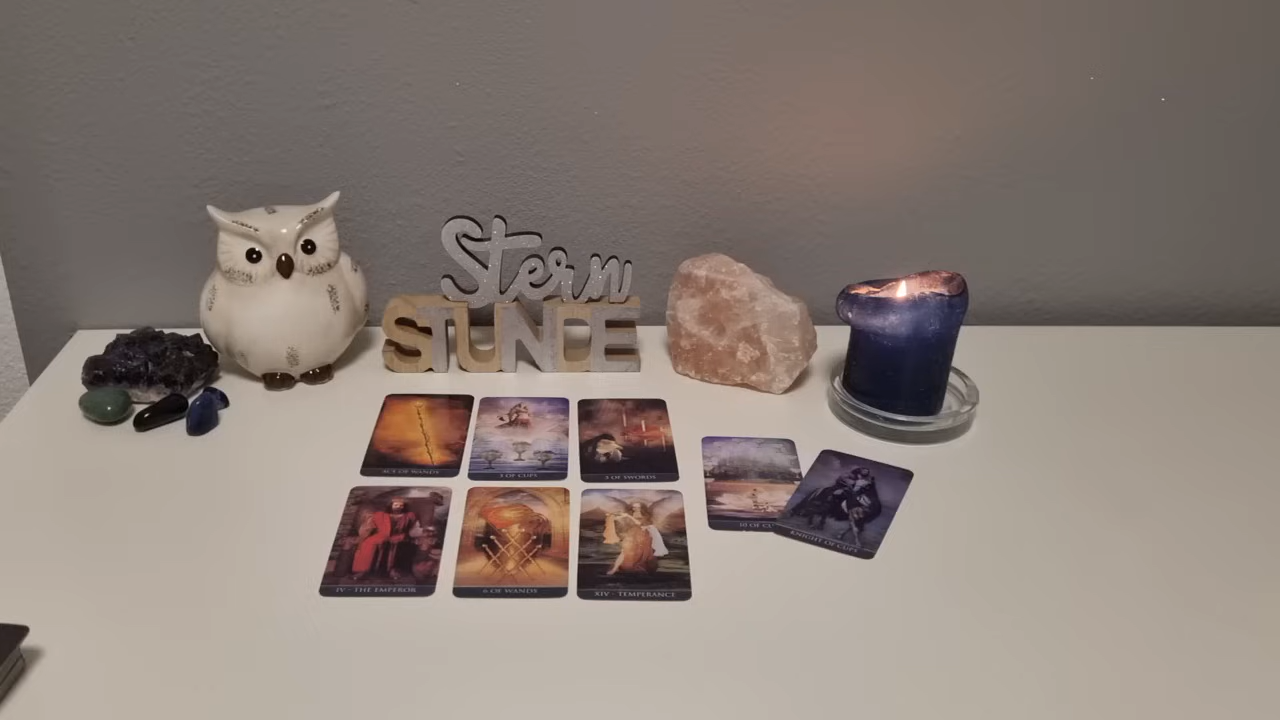 Stern
STUNDE
ACE OF WANDS
3 OF CUPS
3 OF SWORDS
10 OF CU
KNIGHT OF CUPS
IV - THE EMPEROR
6 OF WANDS
XIV - TEMPERANCE